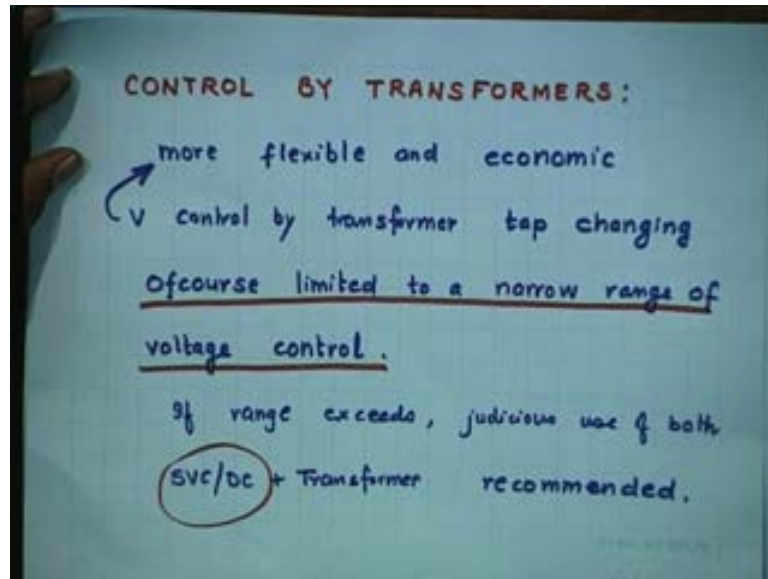 CONTROL BY TRANSFORMERS:
more flexible and economic
V control by transformer tap changing
Ofcourse limited to a norrow range of
voltage control.
If range exceeds, judicious use of both
SVC/DC + Transformer recommended.